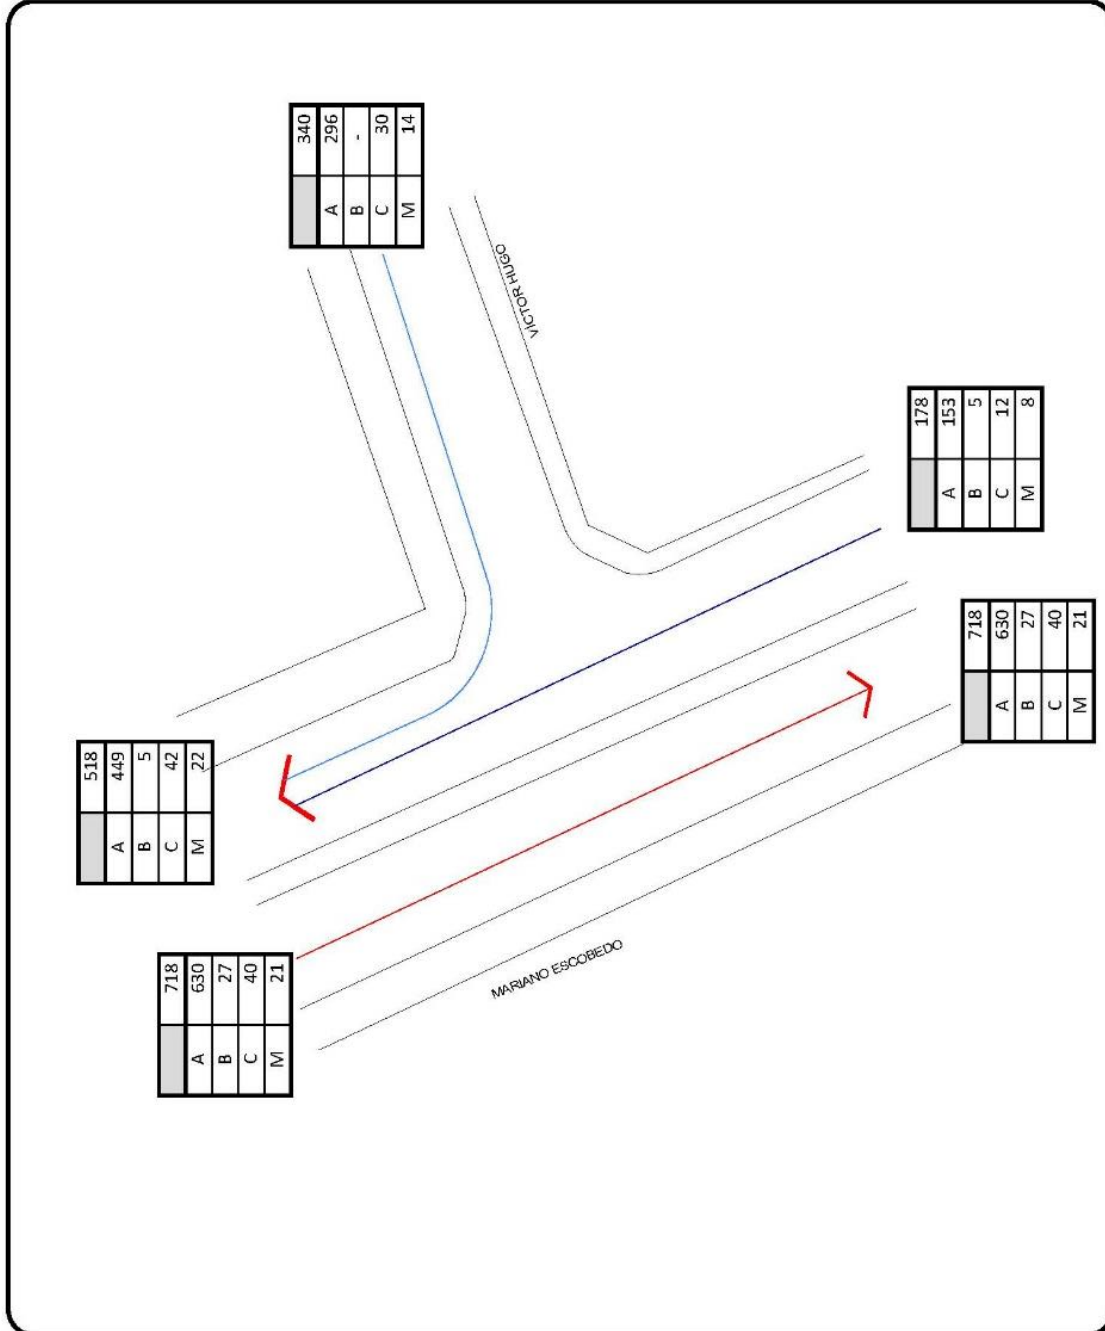 340
A 296
B -
C 30
M 14
VÍCTOR HUGO
178
A 153
B 5
C 12
M 8
518
A 449
B 5
C 42
M 22
718
A 630
B 27
C 40
M 21
718
A 630
B 27
C 40
M 21
MARIANO ESCOBEDO